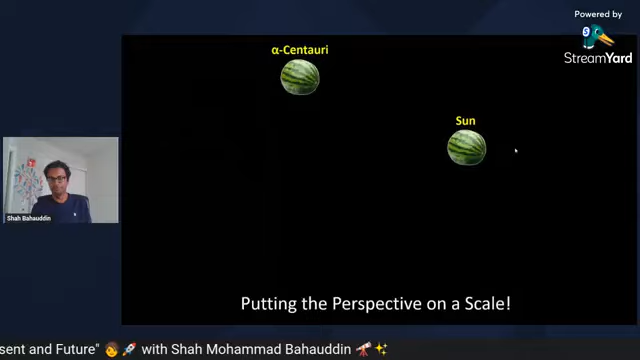 Powered by
StreamYard
α-Centauri
Sun
Shah Bahauddin
Putting the Perspective on a Scale!
sent and Future" 🧑🚀 with Shah Mohammad Bahauddin 🔭✨